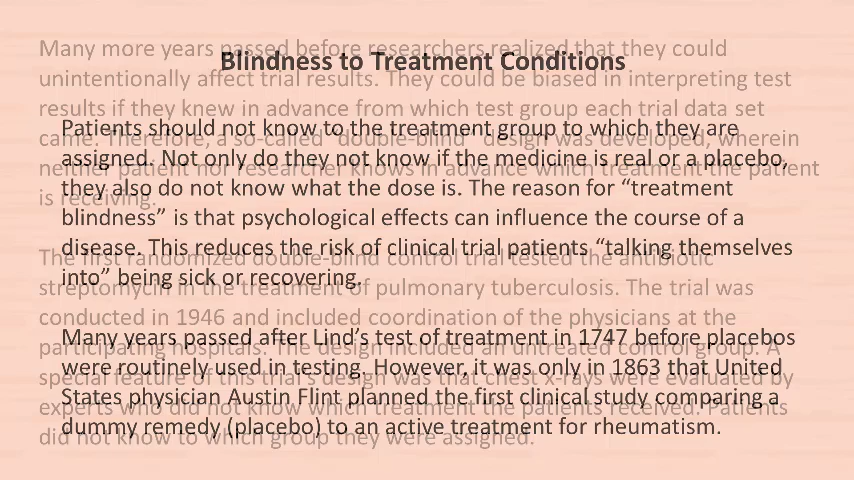 Blindness to Treatment Conditions
Patients should not know to the treatment group to which they are
assigned. Not only do they not know if the medicine is real or a placebo,
they also do not know what the dose is. The reason for “treatment
blindness” is that psychological effects can influence the course of a
disease. This reduces the risk of clinical trial patients “talking themselves
into” being sick or recovering.
Many years passed after Lind’s test of treatment in 1747 before placebos
were routinely used in testing. However, it was only in 1863 that United
States physician Austin Flint planned the first clinical study comparing a
dummy remedy (placebo) to an active treatment for rheumatism.
Many more years passed before researchers realized that they could
unintentionally affect trial results. They could be biased in interpreting test
results if they knew in advance from which test group each trial data set
came. Therefore, a so-called “double-blind” design was developed, wherein
neither patient nor researcher knows in advance which treatment the patient
is receiving.
The first randomized double-blind control trial tested the antibiotic
streptomycin in the treatment of pulmonary tuberculosis. The trial was
conducted in 1946 and included coordination of the physicians at the
participating hospitals. The design included an untreated control group. A
special feature of this trial’s design was that chest x-rays were evaluated by
experts who did not know which treatment the patients received. Patients
did not know to which group they were assigned.